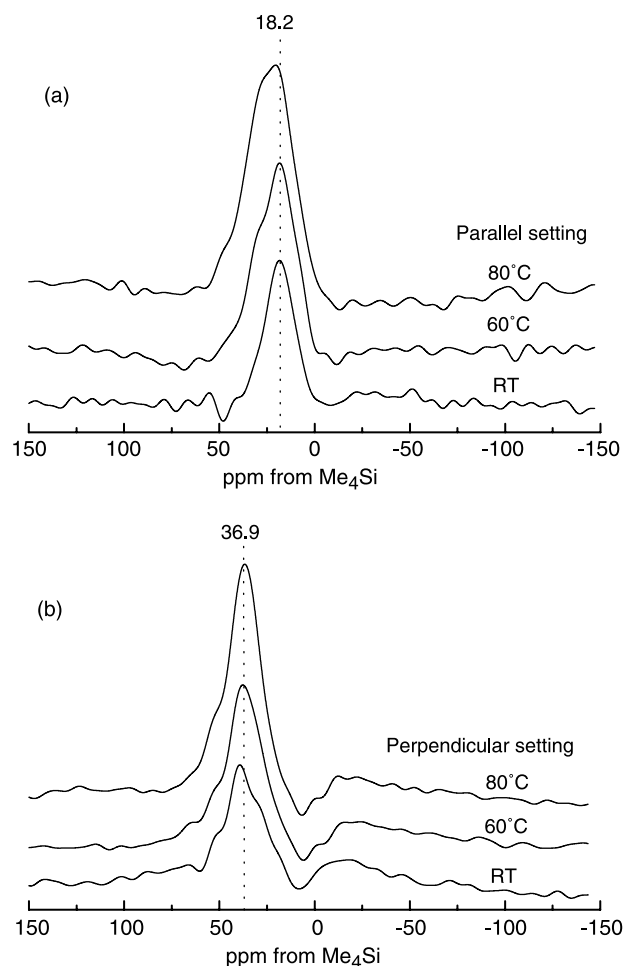 18.2
(a)
Parallel setting
80°C
60°C
RT
150 100 50 0 -50 -100 -150
ppm from Me₄Si
36.9
(b)
Perpendicular setting
80°C
60°C
RT
150 100 50 0 -50 -100 -150
ppm from Me₄Si